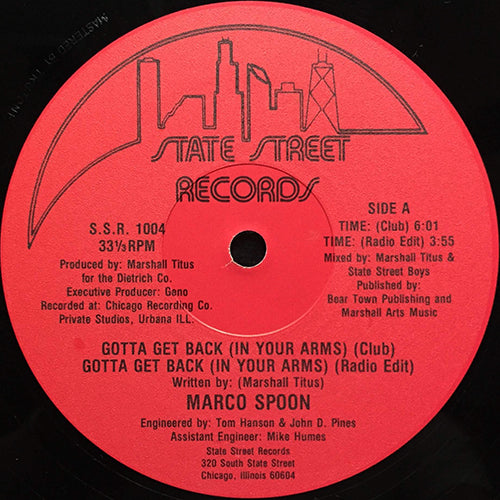 STATE STREET
RECORDS
S.S.R. 1004
33⅓RPM
Produced by: Marshall Titus
for the Dietrich Co.
Executive Producer: Geno
Recorded at: Chicago Recording Co.
Private Studios, Urbana ILL.
SIDE A
TIME: (Club) 6:01
TIME: (Radio Edit) 3:55
Mixed by: Marshall Titus &
State Street Boys
Published by:
Bear Town Publishing and
Marshall Arts Music
GOTTA GET BACK (IN YOUR ARMS) (Club)
GOTTA GET BACK (IN YOUR ARMS) (Radio Edit)
Written by: (Marshall Titus)
MARCO SPOON
Engineered by: Tom Hanson & John D. Pines
Assistant Engineer: Mike Humes
State Street Records
320 South State Street
Chicago, Illinois 60604
MASTERED BY